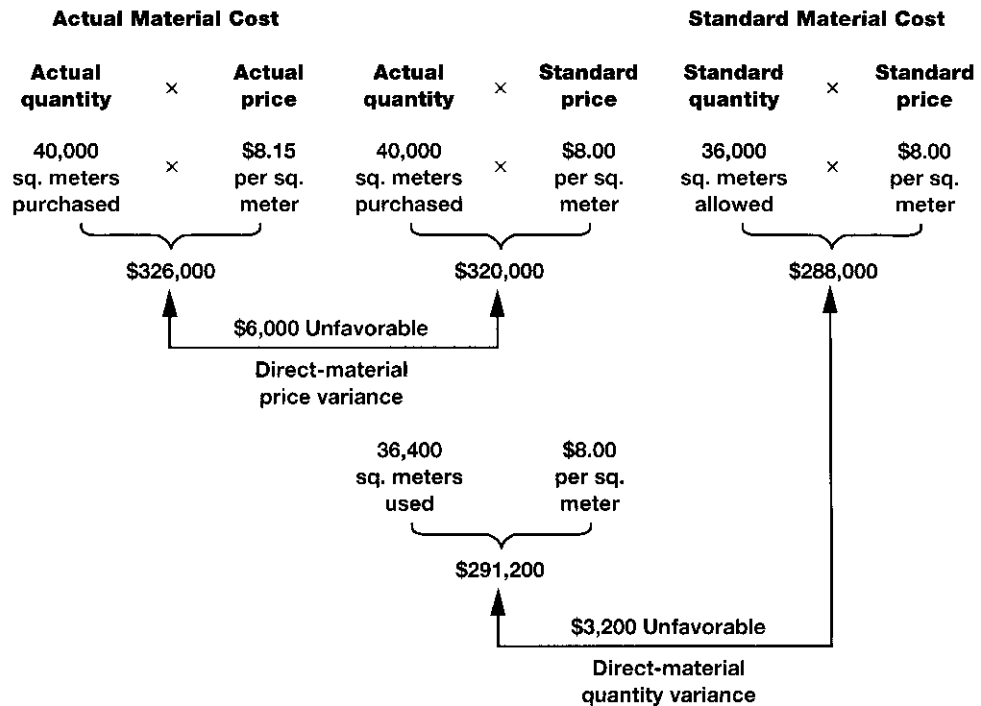 Actual Material Cost Standard Material Cost
Actual Actual Actual Standard Standard Standard
quantity × price quantity × price quantity × price
40,000 $8.15 40,000 $8.00 36,000 $8.00
sq. meters × per sq. sq. meters × per sq. sq. meters × per sq.
purchased meter purchased meter allowed meter
$326,000 $320,000 $288,000
$6,000 Unfavorable
Direct-material
price variance
36,400 $8.00
sq. meters per sq.
used meter
$291,200
$3,200 Unfavorable
Direct-material
quantity variance